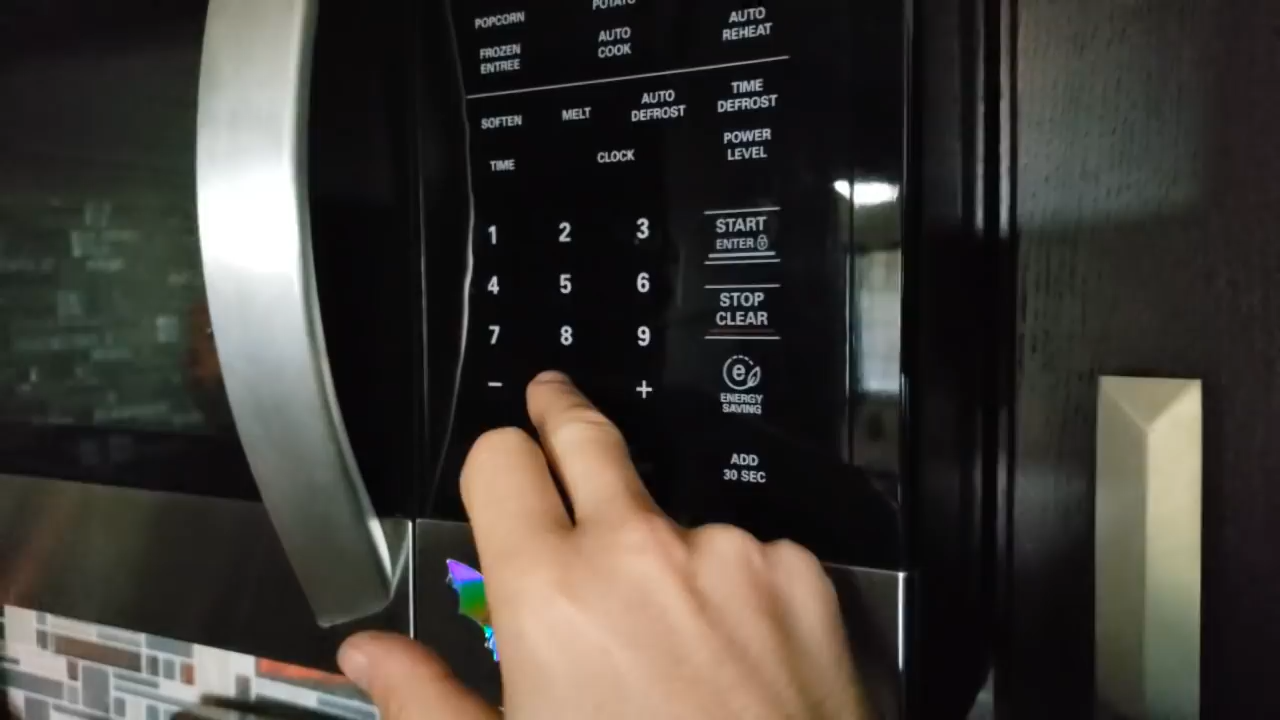 POPCORN
POTATO
AUTO
REHEAT
FROZEN
ENTREE
AUTO
COOK
SOFTEN
MELT
AUTO
DEFROST
TIME
DEFROST
TIME
CLOCK
POWER
LEVEL
1 2 3
START
ENTER
4 5 6
7 8 9
STOP
CLEAR
- +
e
ENERGY
SAVING
ADD
30 SEC